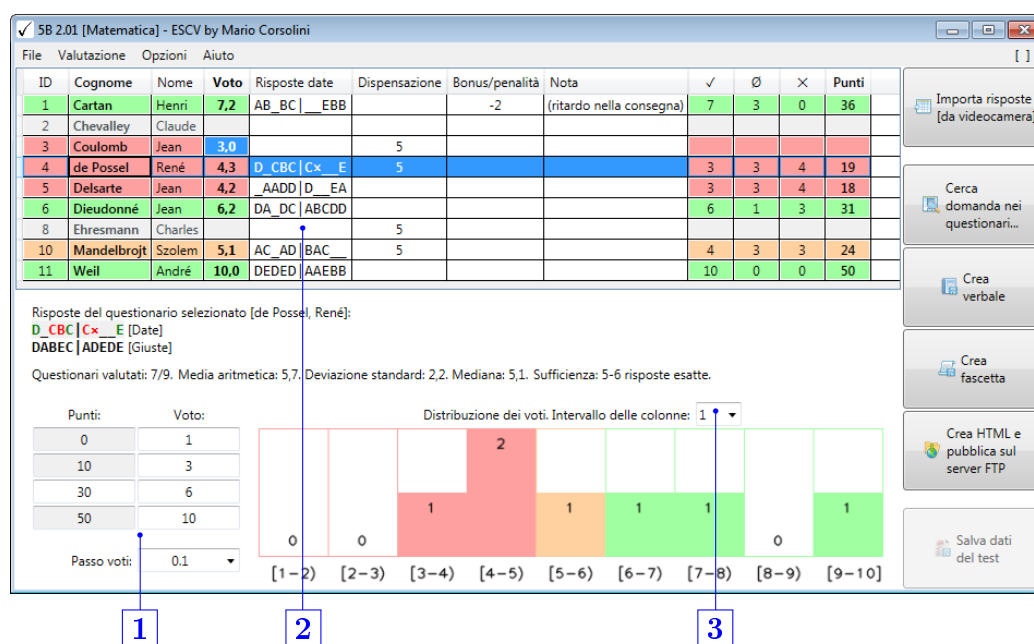 5B 2.01 [Matematica] - ESCV by Mario Corsolini
File Valutazione Opzioni Aiuto [ ]
ID Cognome Nome Voto Risposte date Dispensazione Bonus/penalità Nota ✓ Ø × Punti
1 Cartan Henri 7,2 AB_BC|__EBB -2 (ritardo nella consegna) 7 3 0 36
2 Chevalley Claude
3 Coulomb Jean 3,0 5
4 de Possel René 4,3 D_CBC|C×__E 5 3 3 4 19
5 Delsarte Jean 4,2 _AADD|D__EA 3 3 4 18
6 Dieudonné Jean 6,2 DA_DC|ABCDD 6 1 3 31
8 Ehresmann Charles 5
10 Mandelbrojt Szolem 5,1 AC_AD|BAC__ 5 4 3 3 24
11 Weil André 10,0 DEDED|AAEBB 10 0 0 50
Importa risposte
[da videocamera]
Cerca
domanda nei
questionari...
Crea
verbale
Crea
fascetta
Crea HTML e
pubblica sul
server FTP
Salva dati
del test
Risposte del questionario selezionato [de Possel, René]:
D_CBC|C×__E [Date]
DABEC|ADEDE [Giuste]
Questionari valutati: 7/9. Media aritmetica: 5,7. Deviazione standard: 2,2. Mediana: 5,1. Sufficienza: 5-6 risposte esatte.
Punti: Voto:
0 1
10 3
30 6
50 10
Passo voti: 0.1
Distribuzione dei voti. Intervallo delle colonne: 1
0 0 1 2 1 1 1 0 1
[1-2) [2-3) [3-4) [4-5) [5-6) [6-7) [7-8) [8-9) [9-10]
1 2 3